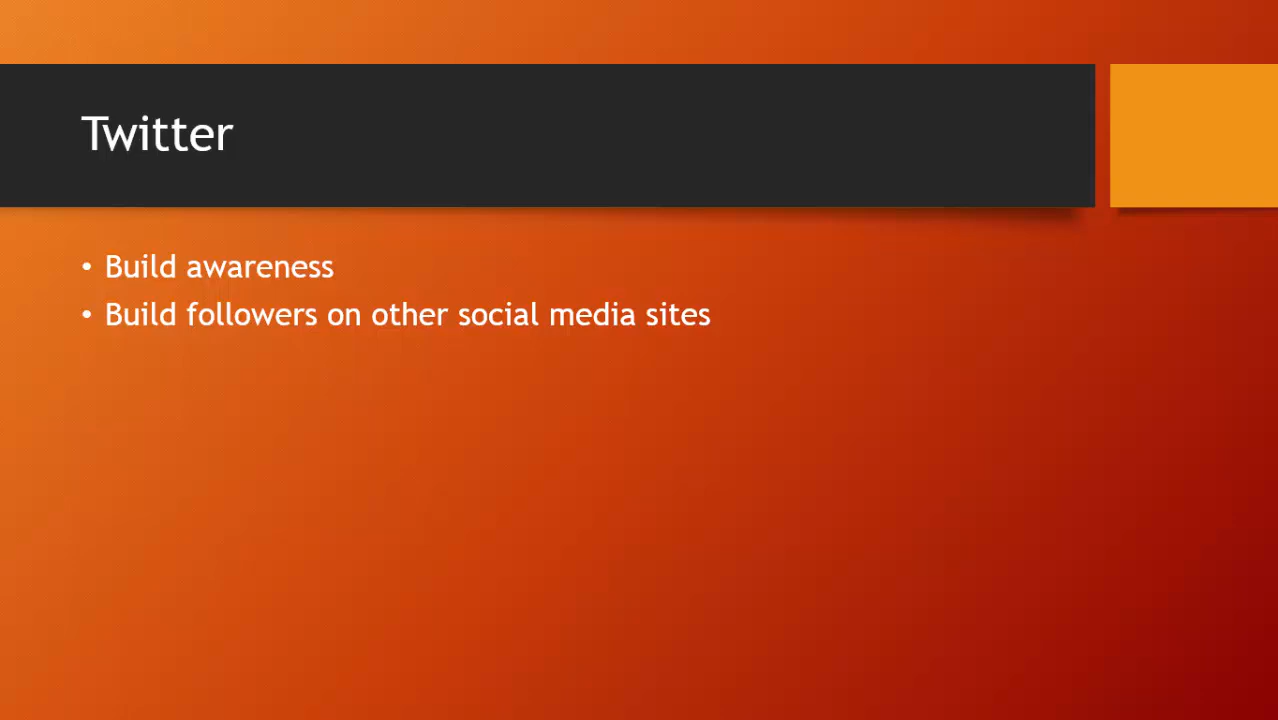 Twitter
• Build awareness
• Build followers on other social media sites